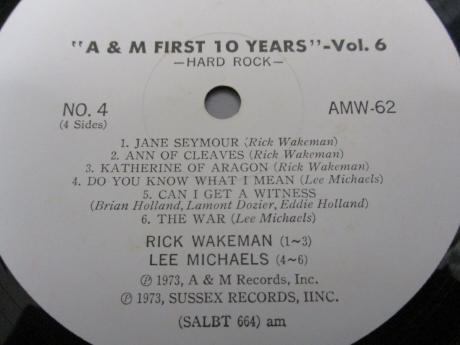 "A & M FIRST 10 YEARS"-Vol. 6
—HARD ROCK—
NO. 4 AMW-62
(4 Sides)
1. JANE SEYMOUR (Rick Wakeman)
2. ANN OF CLEAVES (Rick Wakeman)
3. KATHERINE OF ARAGON (Rick Wakeman)
4. DO YOU KNOW WHAT I MEAN (Lee Michaels)
5. CAN I GET A WITNESS
(Brian Holland, Lamont Dozier, Eddie Holland)
6. THE WAR (Lee Michaels)
RICK WAKEMAN (1~3)
LEE MICHAELS (4~6)
Ⓟ 1973, A & M Records, Inc.
Ⓟ 1973, SUSSEX RECORDS, IINC.
(SALBT 664) am